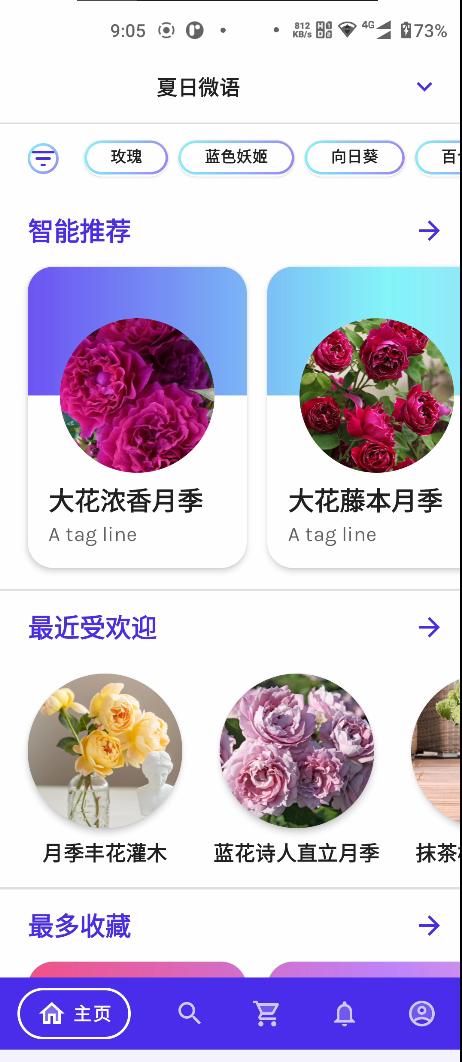 9:05 812 KB/s HD HD 4G 73%
夏日微语
玫瑰 蓝色妖姬 向日葵
智能推荐
大花浓香月季 大花藤本月季
A tag line A tag line
最近受欢迎
月季丰花灌木 蓝花诗人直立月季 抹茶
最多收藏
主页